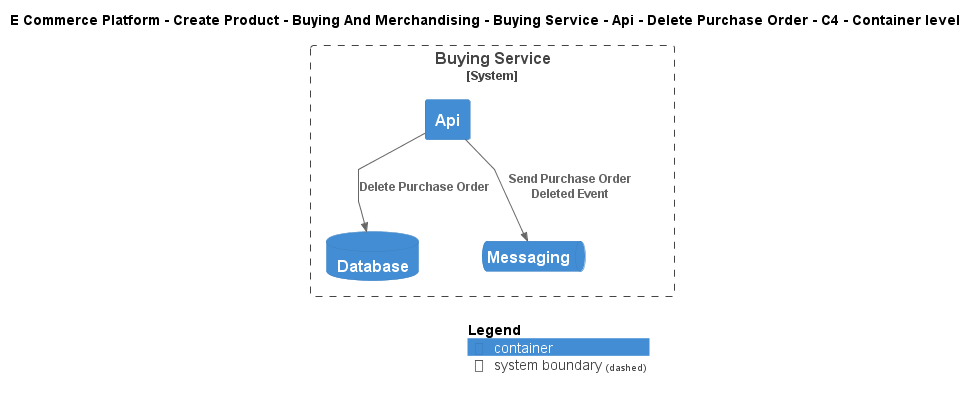 E Commerce Platform - Create Product - Buying And Merchandising - Buying Service - Api - Delete Purchase Order - C4 - Container level
Buying Service
[System]
Api
Delete Purchase Order
Send Purchase Order
Deleted Event
Database
Messaging
Legend
container
system boundary (dashed)